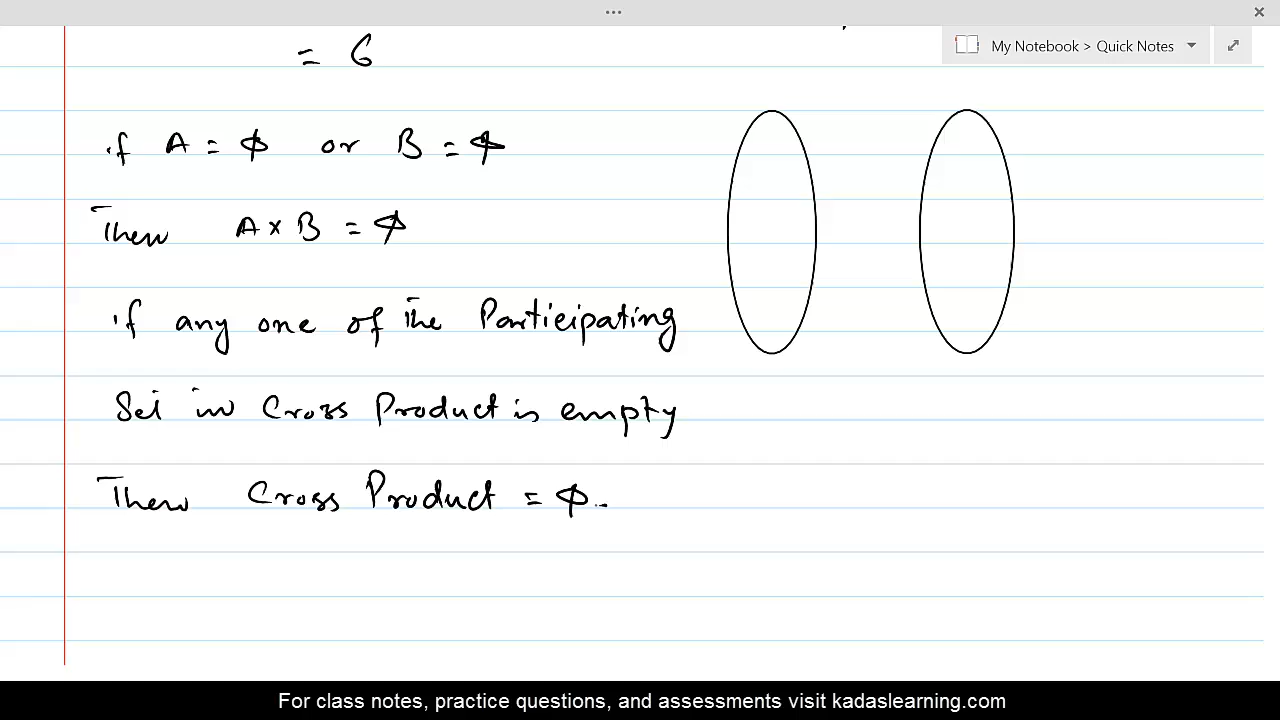 ...
My Notebook > Quick Notes
= 6
if A = ϕ or B = ϕ
Then A × B = ϕ
if any one of the Participating
Set in Cross Product is empty
Then Cross Product = ϕ.
For class notes, practice questions, and assessments visit kadaslearning.com